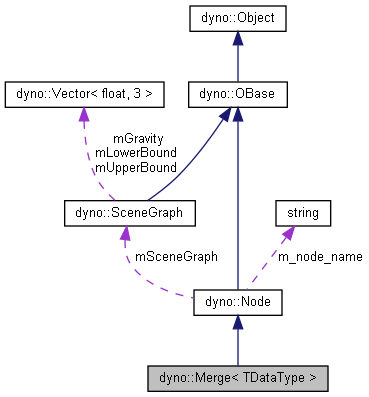 dyno::Object
dyno::Vector< float, 3 >
dyno::OBase
mGravity
mLowerBound
mUpperBound
dyno::SceneGraph
string
mSceneGraph
m_node_name
dyno::Node
dyno::Merge< TDataType >